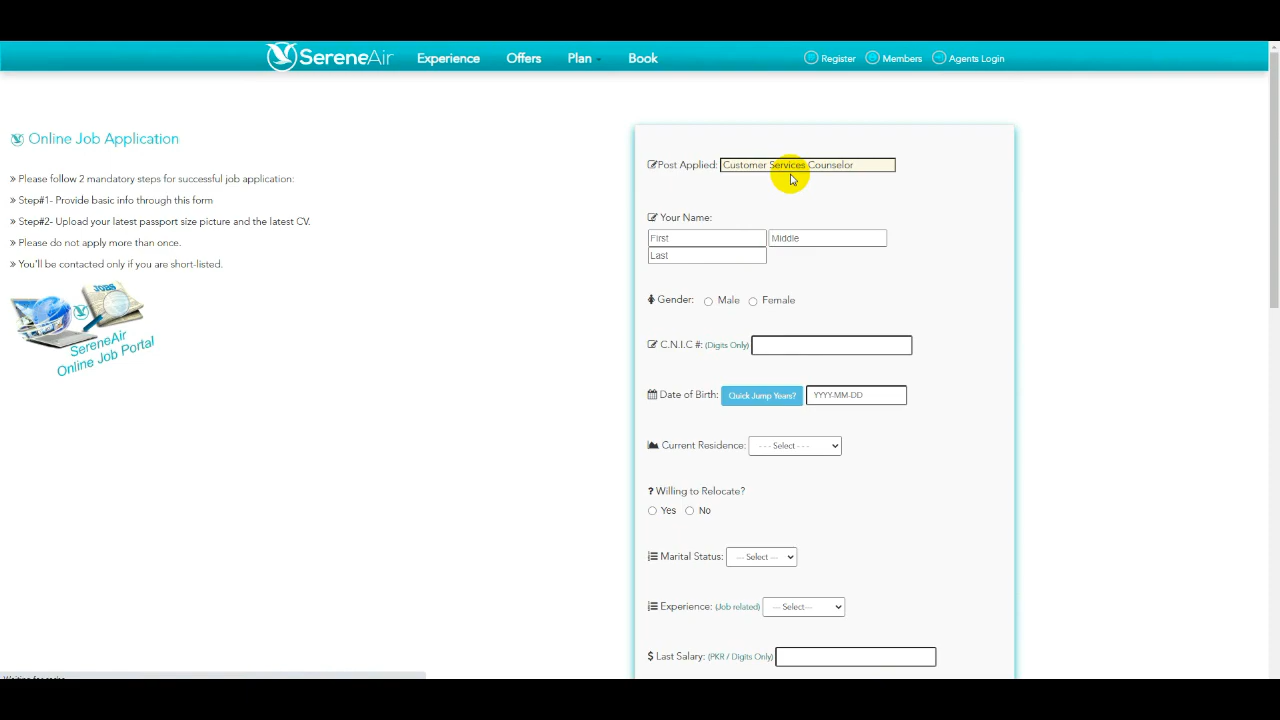 SereneAir Experience Offers Plan Book Register Members Agents Login
Online Job Application
» Please follow 2 mandatory steps for successful job application:
» Step#1- Provide basic info through this form
» Step#2- Upload your latest passport size picture and the latest CV.
» Please do not apply more than once.
» You'll be contacted only if you are short-listed.
JOBS
SereneAir
Online Job Portal
Post Applied: Customer Services Counselor
Your Name:
First Middle
Last
Gender: Male Female
C.N.I.C #: (Digits Only)
Date of Birth: Quick Jump Years? YYYY-MM-DD
Current Residence: - - - Select - - -
? Willing to Relocate?
Yes No
Marital Status: --- Select ---
Experience: (Job related) --- Select---
$ Last Salary: (PKR / Digits Only)